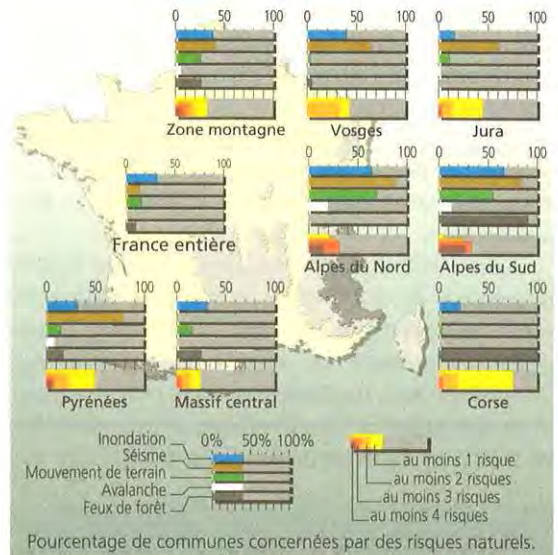 0 50 100 0 50 100 0 50 100
Zone montagne Vosges Jura
0 50 100 0 50 100 0 50 100
France entière Alpes du Nord Alpes du Sud
0 50 100 0 50 100 0 50 100
Pyrénées Massif central Corse
Inondation 0% 50% 100%
Séisme
Mouvement de terrain
Avalanche
Feux de forêt
au moins 1 risque
au moins 2 risques
au moins 3 risques
au moins 4 risques
Pourcentage de communes concernées par des risques naturels.